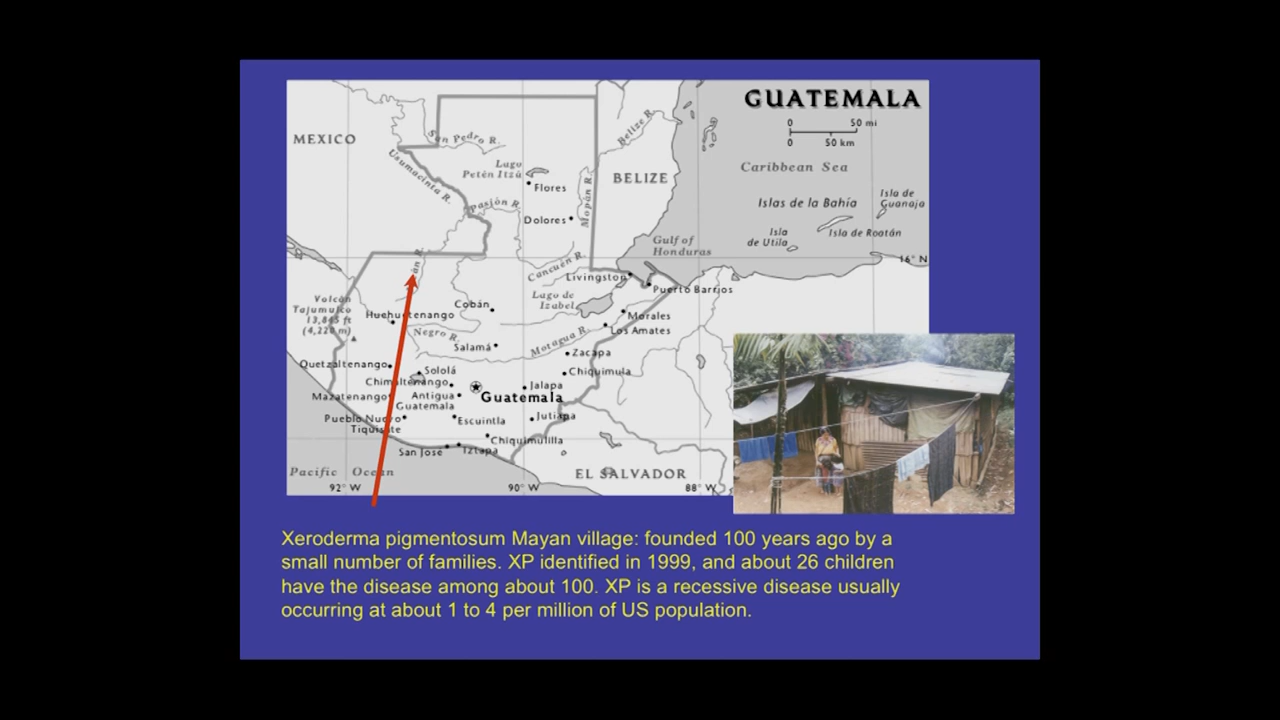 GUATEMALA
0 50 mi
0 50 km
MEXICO
San Pedro R.
Belize R.
Usumacinta R.
Lago
Petén Itzá
Flores
BELIZE
Caribbean Sea
Mopán R.
Pasión R.
Dolores
Islas de la Bahía
Isla de
Guanaja
Isla
de Utila
Isla de Roatán
Gulf of
Honduras
16° N
Cancuén R.
Livingston
Puerto Barrios
Lago de
Izabel
Volcán
Tajumulco
13,845 ft
(4,220 m)
Cobán
Huehuetenango
Morales
Los Amates
Negro R.
Motagua R.
Salamá
Zacapa
Quetzaltenango
Sololá
Chiquimula
Chimaltenango
Jalapa
Mazatenango
Antigua
Guatemala
Guatemala
Pueblo Nuevo
Tiquisate
Escuintla
Jutiapa
Chiquimulilla
San José
Iztapa
Pacific Ocean
EL SALVADOR
92° W
90° W
88° W
Xeroderma pigmentosum Mayan village: founded 100 years ago by a
small number of families. XP identified in 1999, and about 26 children
have the disease among about 100. XP is a recessive disease usually
occurring at about 1 to 4 per million of US population.